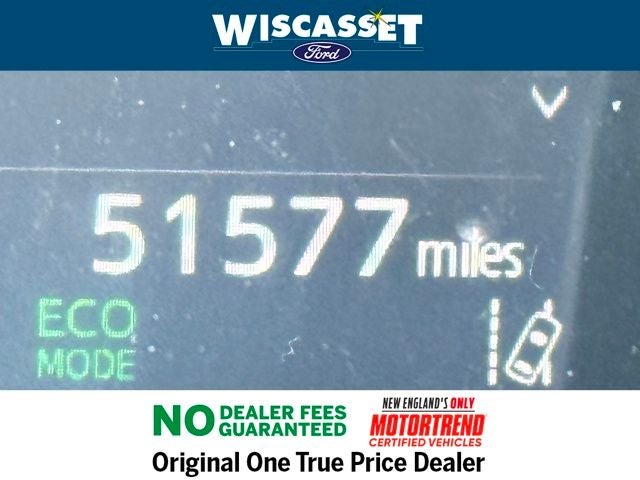 WISCASSET
Ford
51577 miles
ECO
MODE
NO DEALER FEES
GUARANTEED
NEW ENGLAND'S ONLY
MOTORTREND
CERTIFIED VEHICLES
Original One True Price Dealer